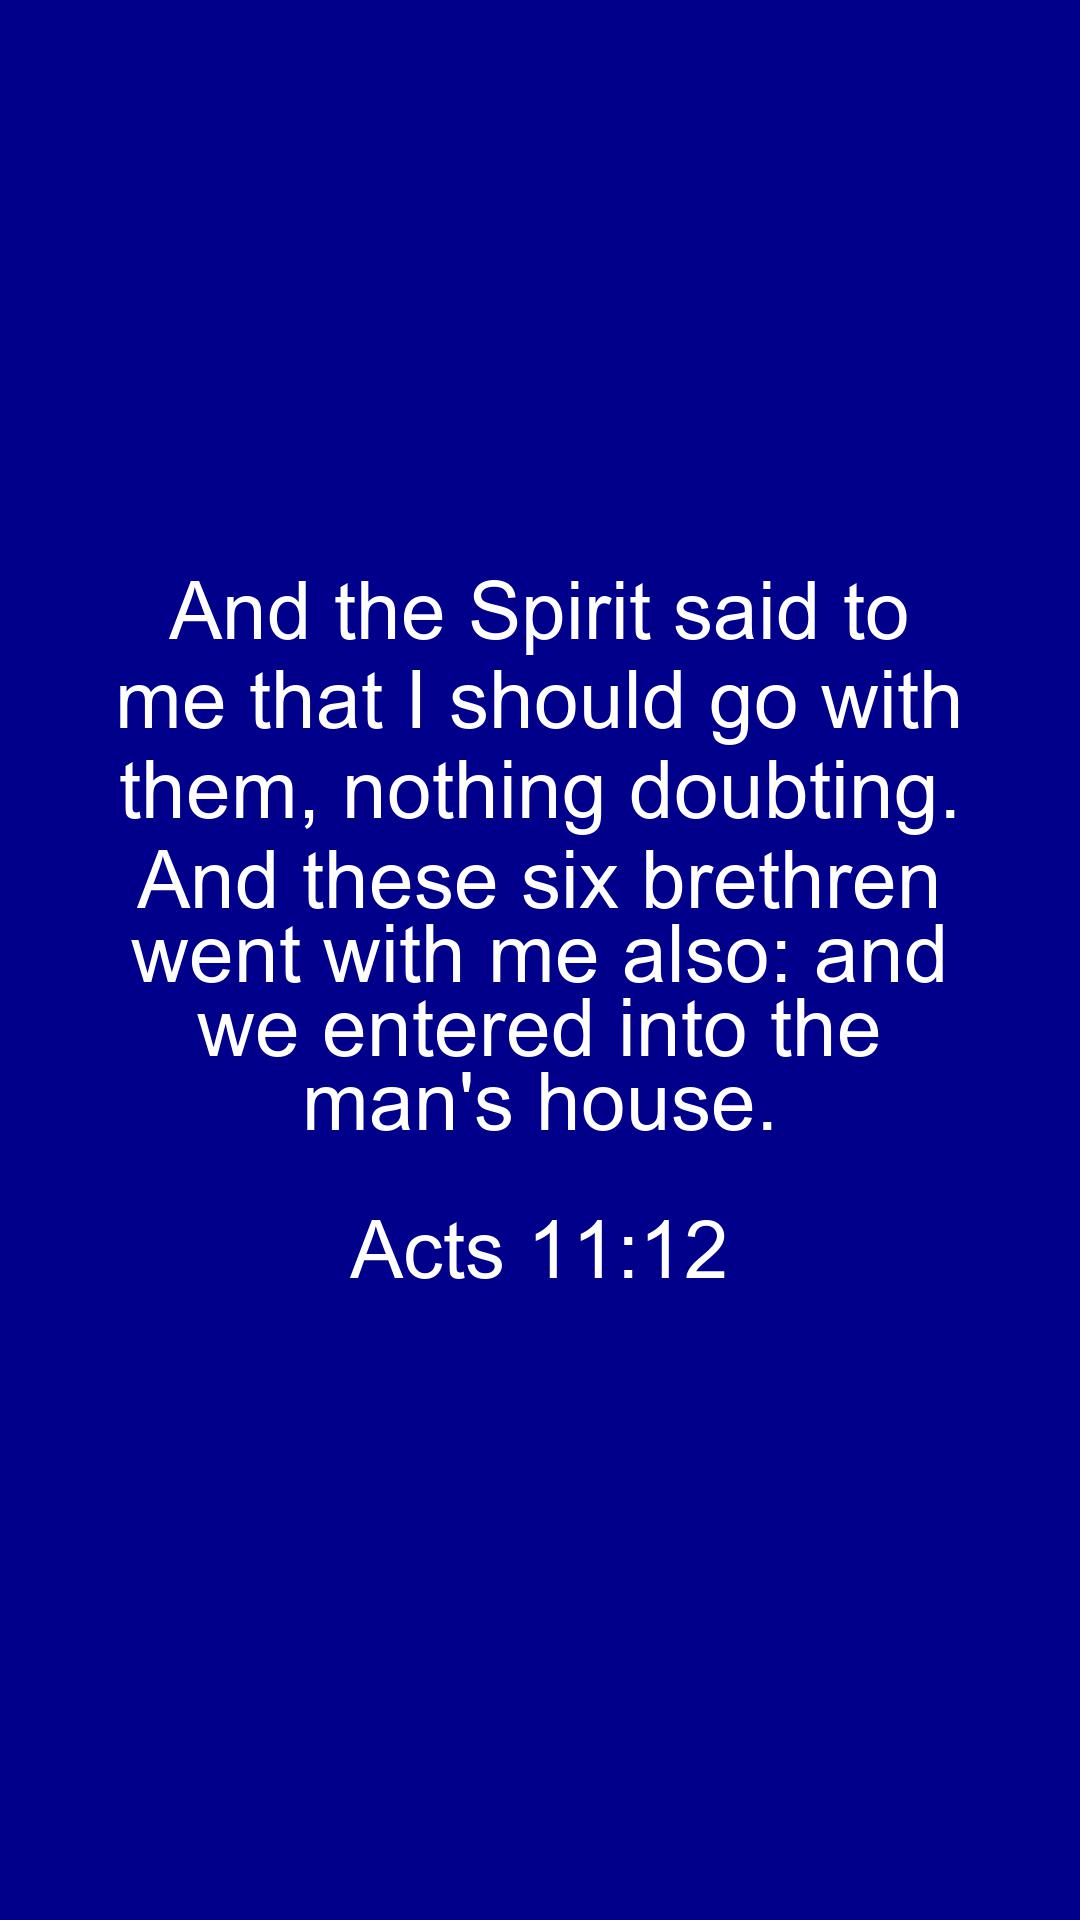 And the Spirit said to
me that I should go with
them, nothing doubting.
And these six brethren
went with me also: and
we entered into the
man's house.
Acts 11:12